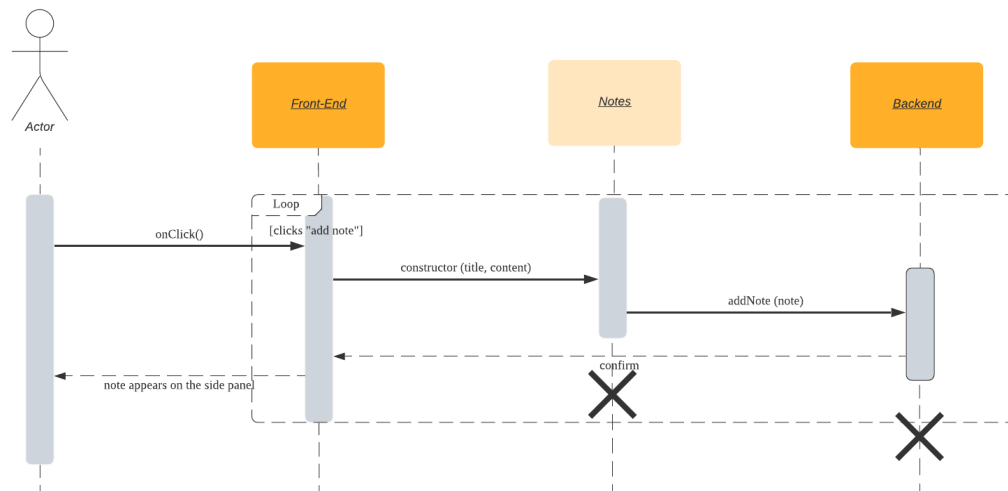 Actor
Front-End
Notes
Backend
Loop
[clicks "add note"]
onClick()
constructor (title, content)
addNote (note)
confirm
note appears on the side panel